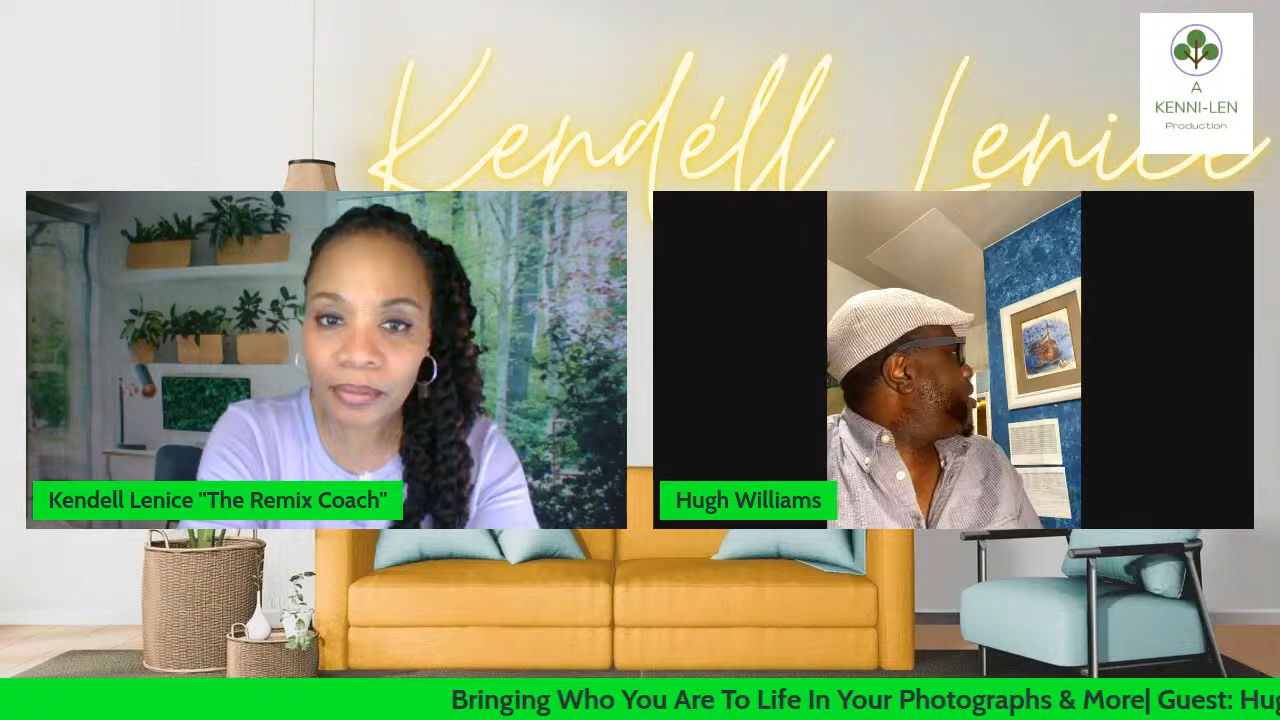 Kendéll Lenice
A
KENNI-LEN
Production
Kendell Lenice "The Remix Coach"
Hugh Williams
Bringing Who You Are To Life In Your Photographs & More| Guest: Hug